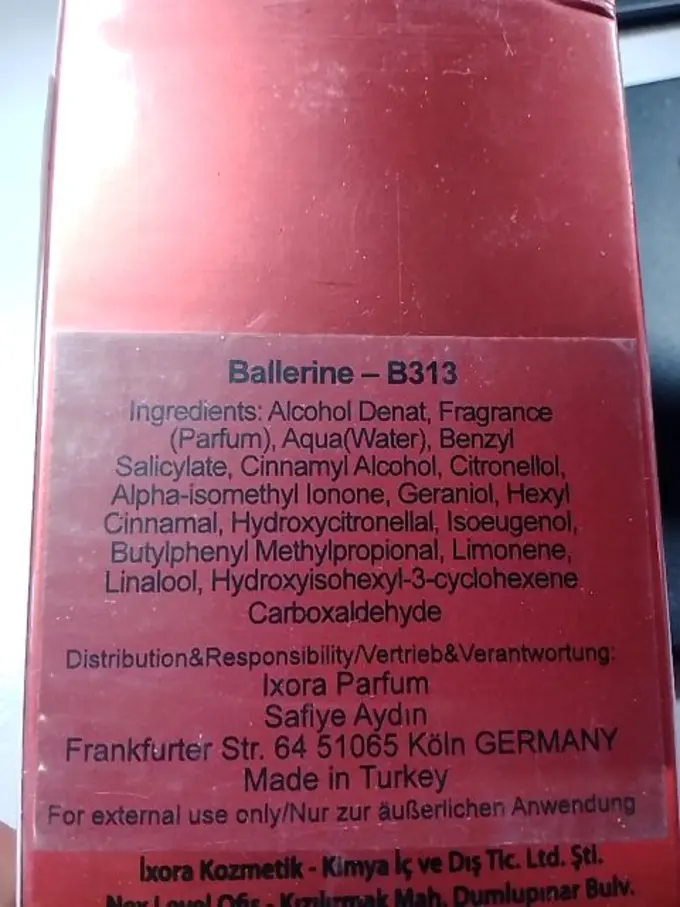 Ballerine – B313
Ingredients: Alcohol Denat, Fragrance
(Parfum), Aqua(Water), Benzyl
Salicylate, Cinnamyl Alcohol, Citronellol,
Alpha-isomethyl Ionone, Geraniol, Hexyl
Cinnamal, Hydroxycitronellal, Isoeugenol,
Butylphenyl Methylpropional, Limonene,
Linalool, Hydroxyisohexyl-3-cyclohexene
Carboxaldehyde
Distribution&Responsibility/Vertrieb&Verantwortung:
Ixora Parfum
Safiye Aydın
Frankfurter Str. 64 51065 Köln GERMANY
Made in Turkey
For external use only/Nur zur äußerlichen Anwendung
İxora Kozmetik - Kimya İç ve Dış Tic. Ltd. Şti.
Nex Level Ofis - Kızılırmak Mah. Dumlupınar Bulv.